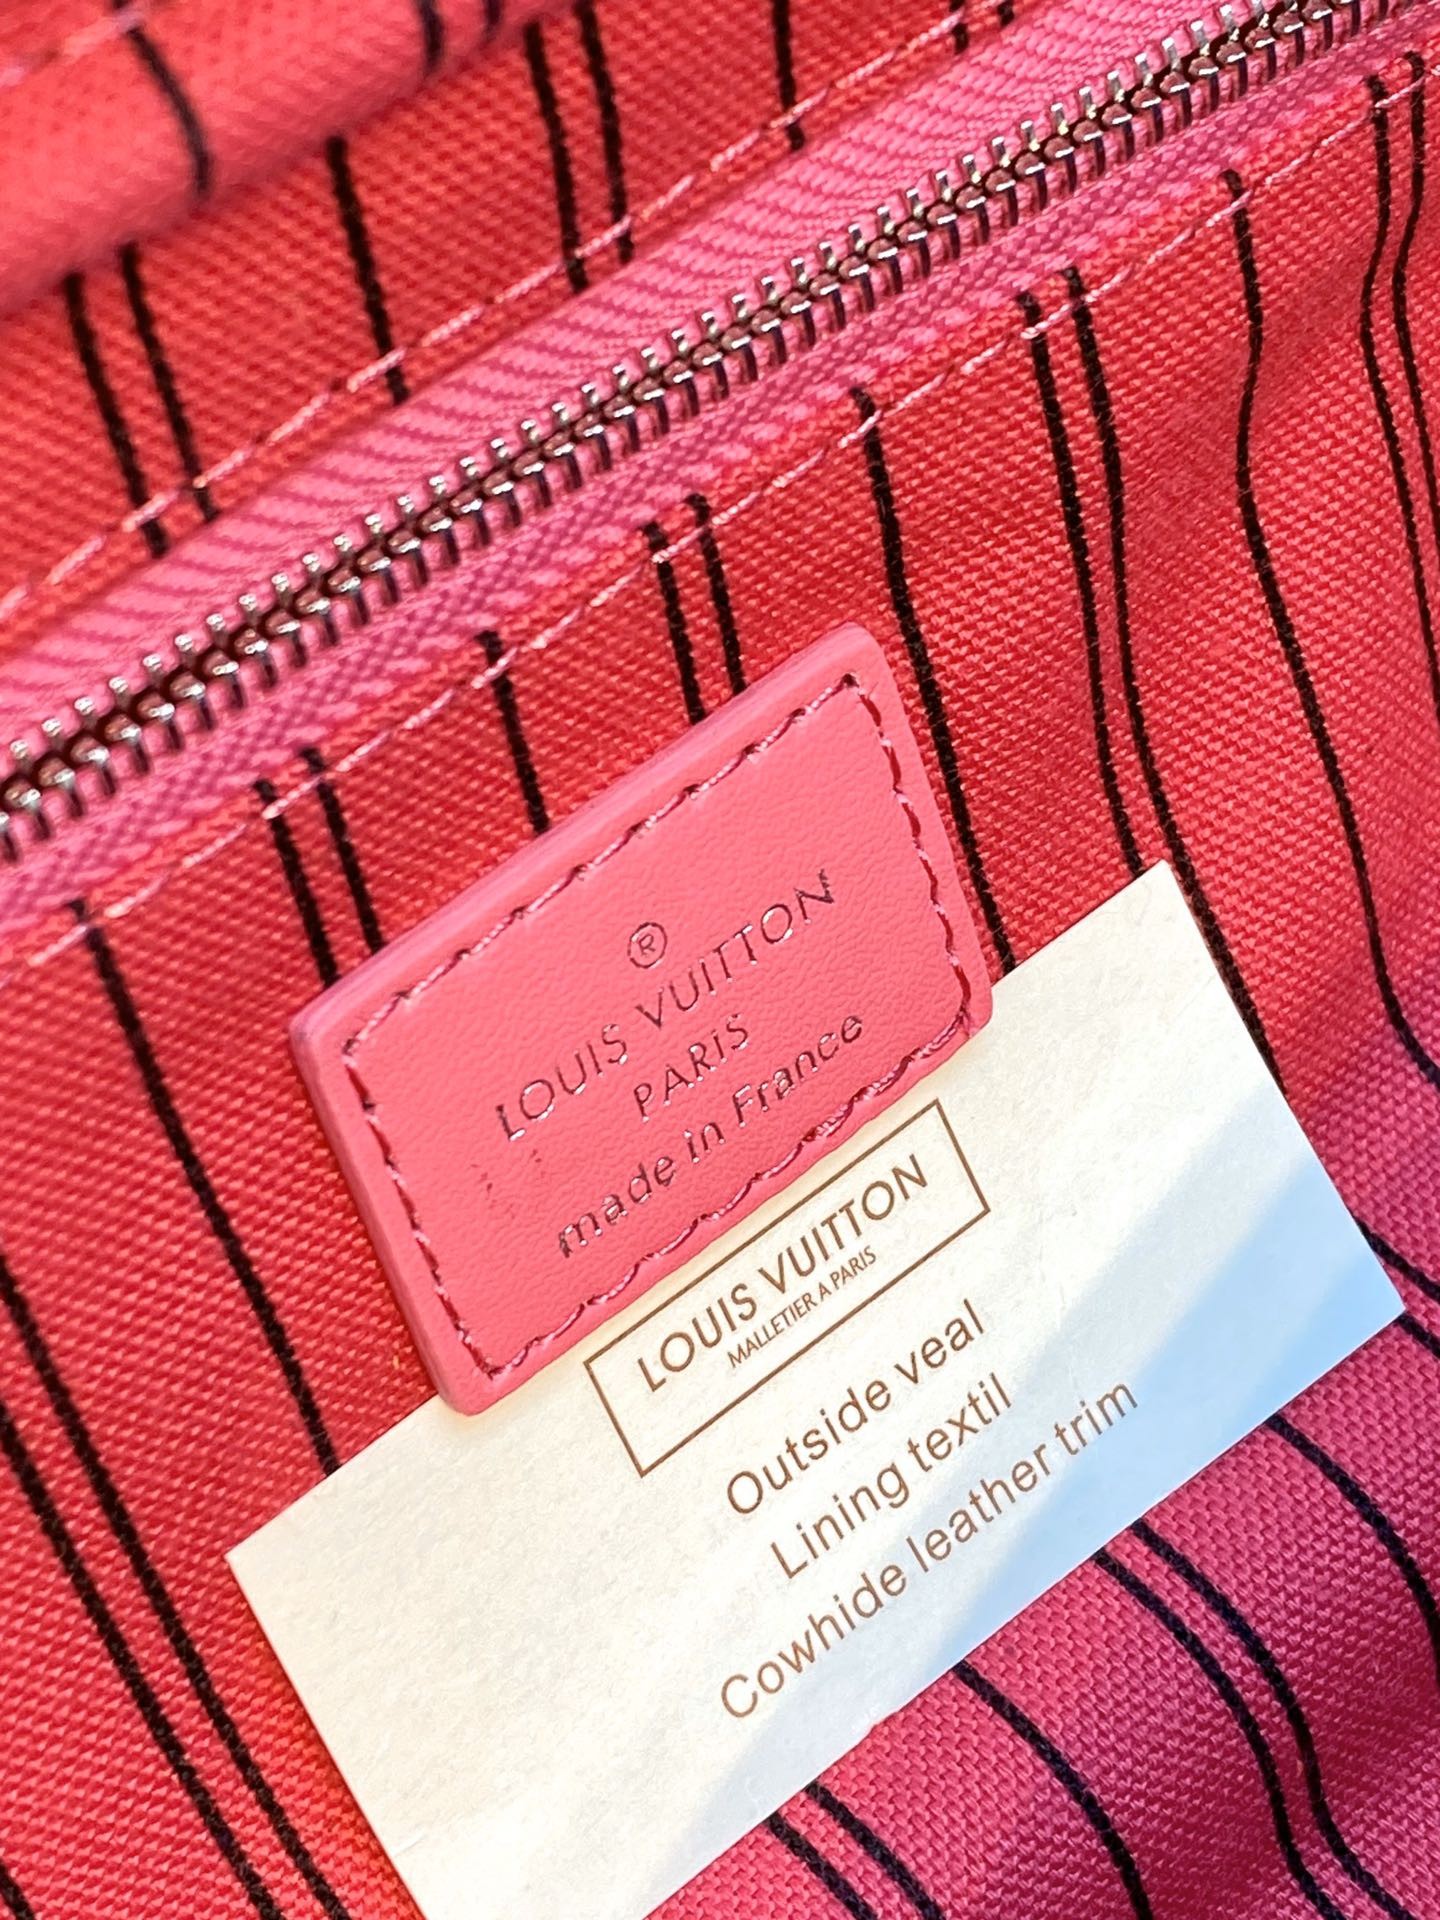 ®
LOUIS VUITTON
PARIS
made in France
LOUIS VUITTON
MALLETIER A PARIS
Outside veal
Lining textil
Cowhide leather trim